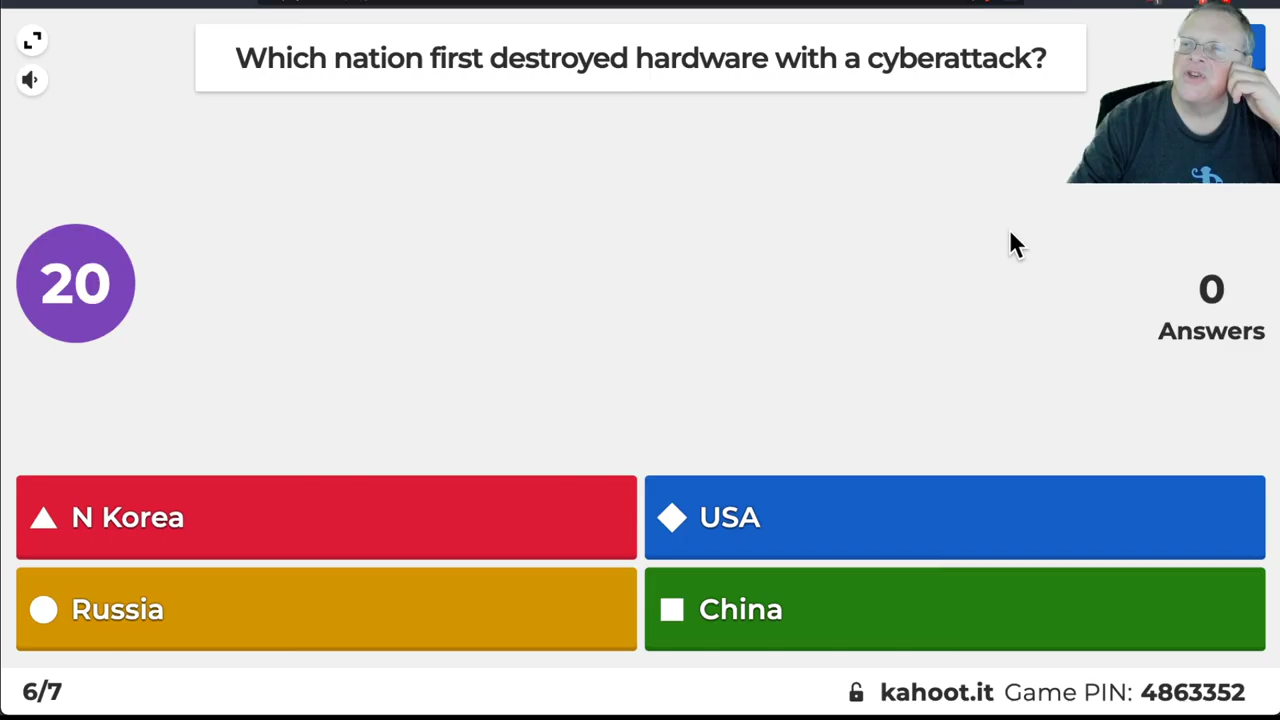 Which nation first destroyed hardware with a cyberattack?
20
0
Answers
N Korea
USA
Russia
China
6/7
kahoot.it Game PIN: 4863352